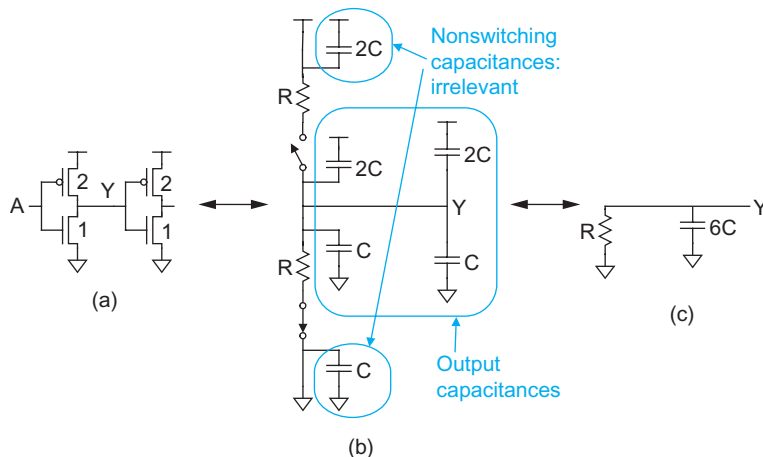 Nonswitching
capacitances:
irrelevant
2C
R
2C
2C
A
2
1
Y
2
1
(a)
Y
C
R
C
C
Output
capacitances
(b)
Y
R
6C
(c)